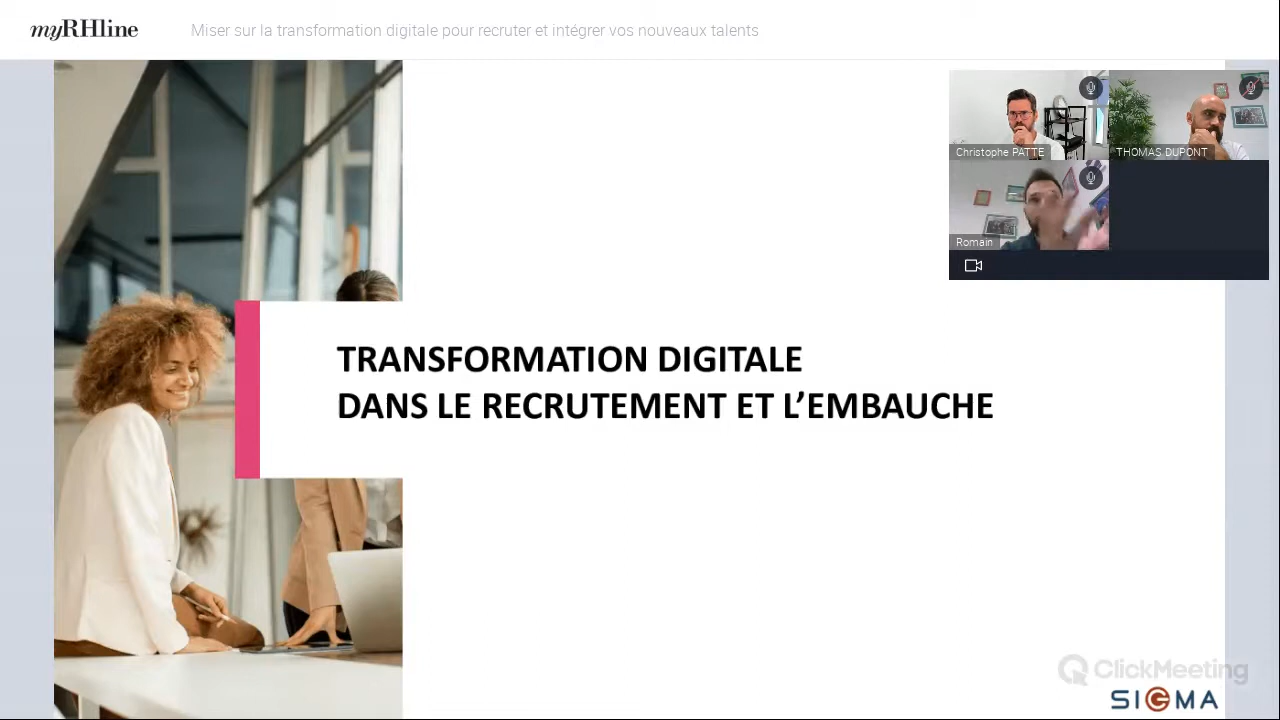 myRHline
Miser sur la transformation digitale pour recruter et intégrer vos nouveaux talents
Christophe PATTE
THOMAS DUPONT
Romain
TRANSFORMATION DIGITALE
DANS LE RECRUTEMENT ET L’EMBAUCHE
ClickMeeting
SIGMA